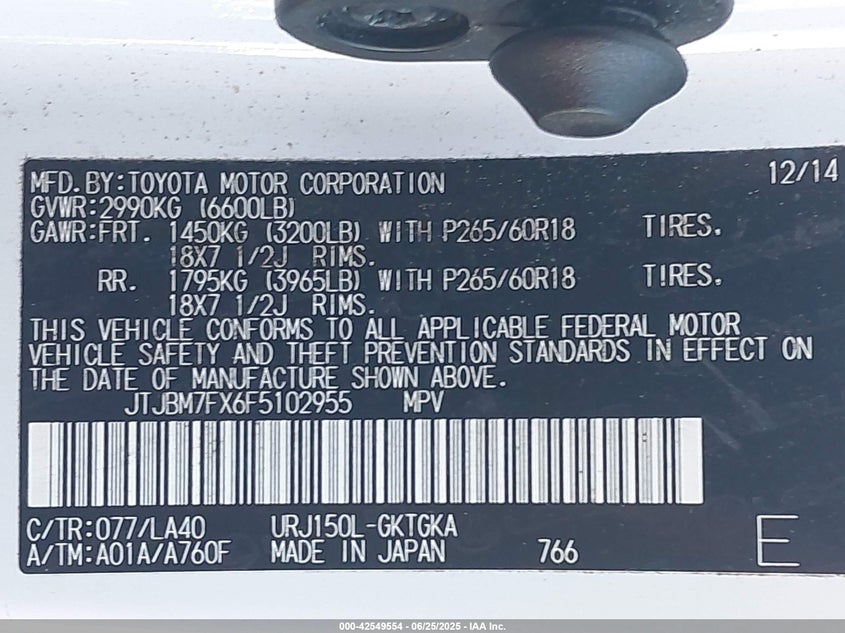 MFD.BY:TOYOTA MOTOR CORPORATION 12/14
GVWR:2990KG (6600LB)
GAWR:FRT. 1450KG (3200LB) WITH P265/60R18 TIRES.
18X7 1/2J RIMS.
RR. 1795KG (3965LB) WITH P265/60R18 TIRES.
18X7 1/2J RIMS.
THIS VEHICLE CONFORMS TO ALL APPLICABLE FEDERAL MOTOR
VEHICLE SAFETY AND THEFT PREVENTION STANDARDS IN EFFECT ON
THE DATE OF MANUFACTURE SHOWN ABOVE.
JTJBM7FX6F5102955 MPV
C/TR:077/LA40 URJ150L-GKTGKA
A/TM:A01A/A760F MADE IN JAPAN 766 E
000-42549554 - 06/25/2025 - IAA Inc.